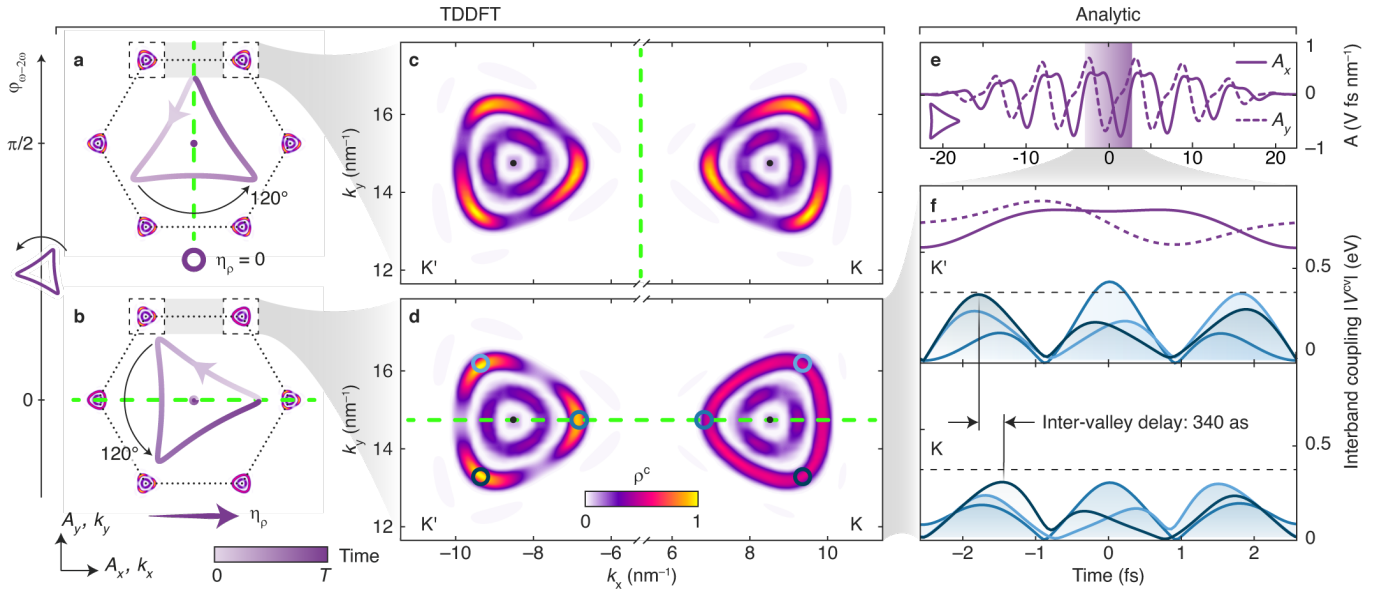 TDDFT
Analytic
φω−2ω
π/2
0
a
120°
ηρ = 0
b
120°
ηρ
Ay, ky
Ax, kx
Time
0
T
c
ky (nm−1)
16
14
12
K'
K
d
ky (nm−1)
16
14
12
K'
K
ρc
0
1
−10
−8
−6
6
8
10
kx (nm−1)
e
Ax
Ay
1
0
−1
A (V fs nm−1)
−20
−10
0
10
20
f
K'
0.5
0
Inter-valley delay: 340 as
K
0.5
0
Interband coupling |Vcv| (eV)
−2
−1
0
1
2
Time (fs)